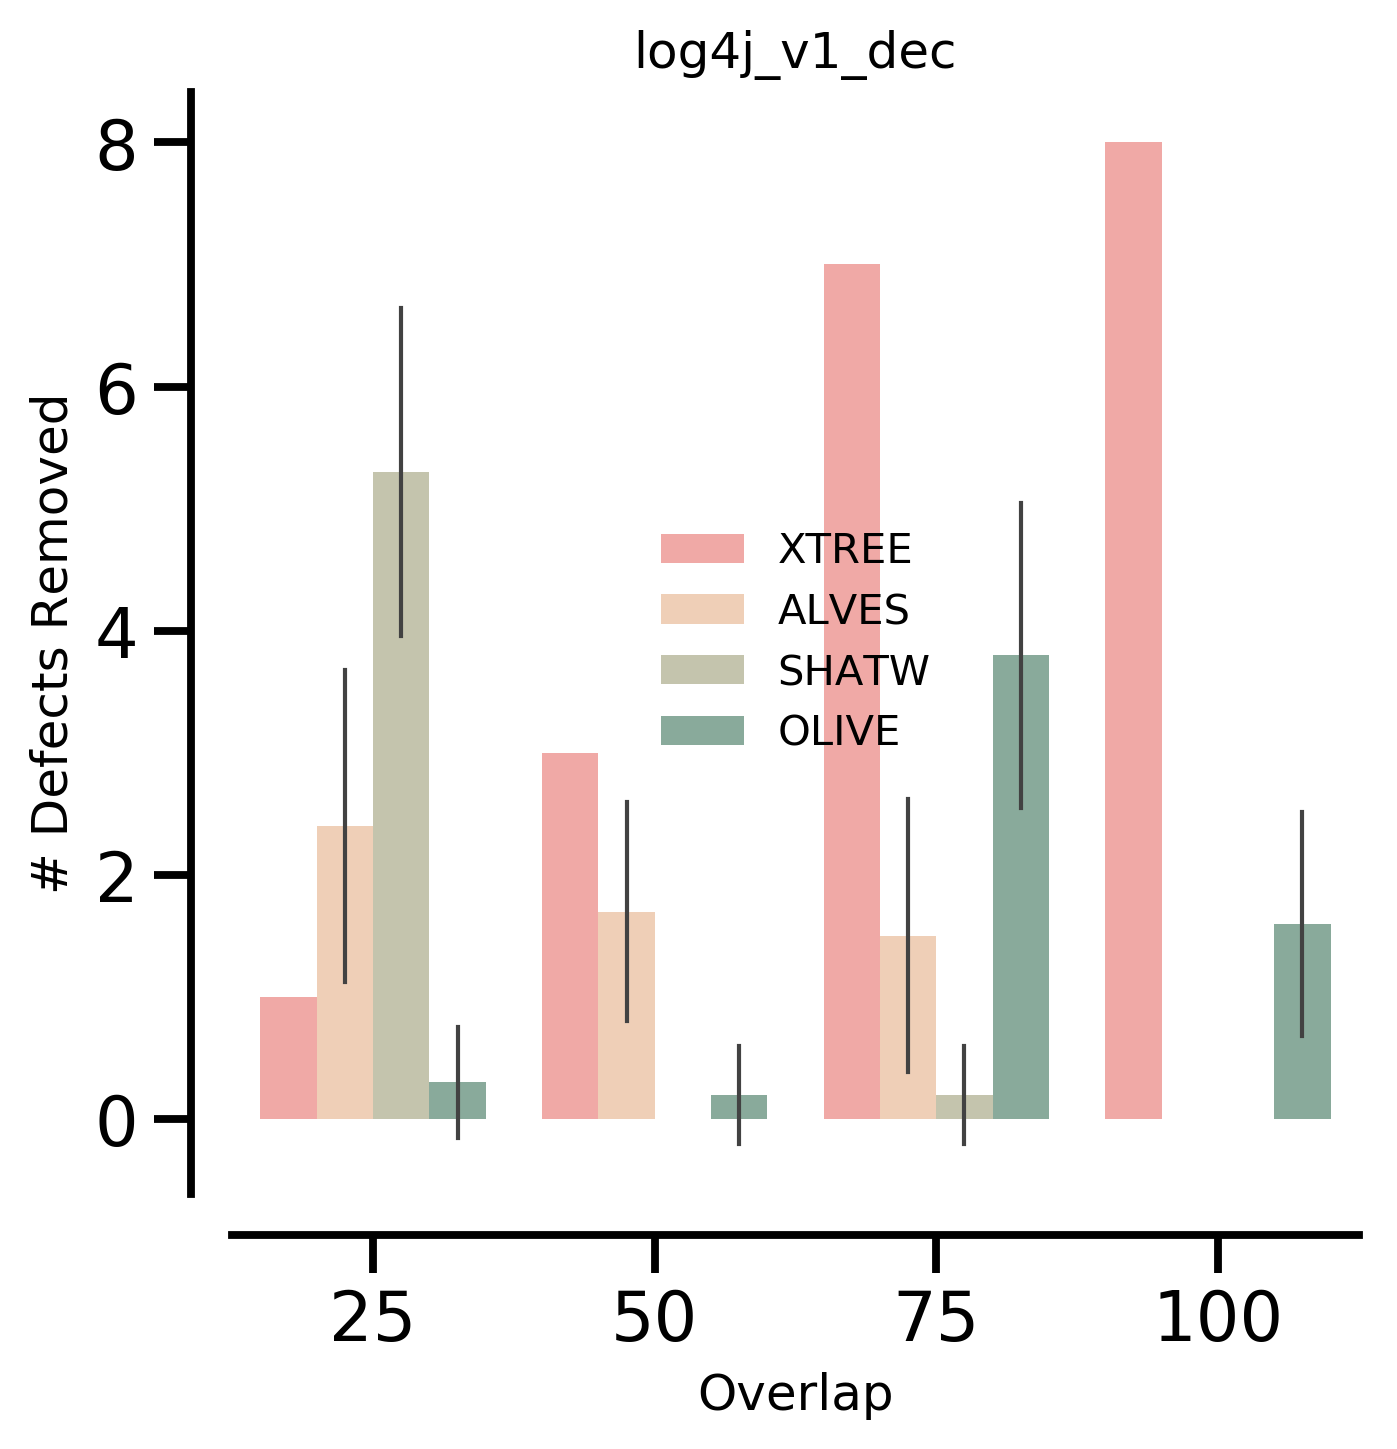 log4j_v1_dec
8
6
4
2
0
# Defects Removed
XTREE
ALVES
SHATW
OLIVE
25 50 75 100
Overlap